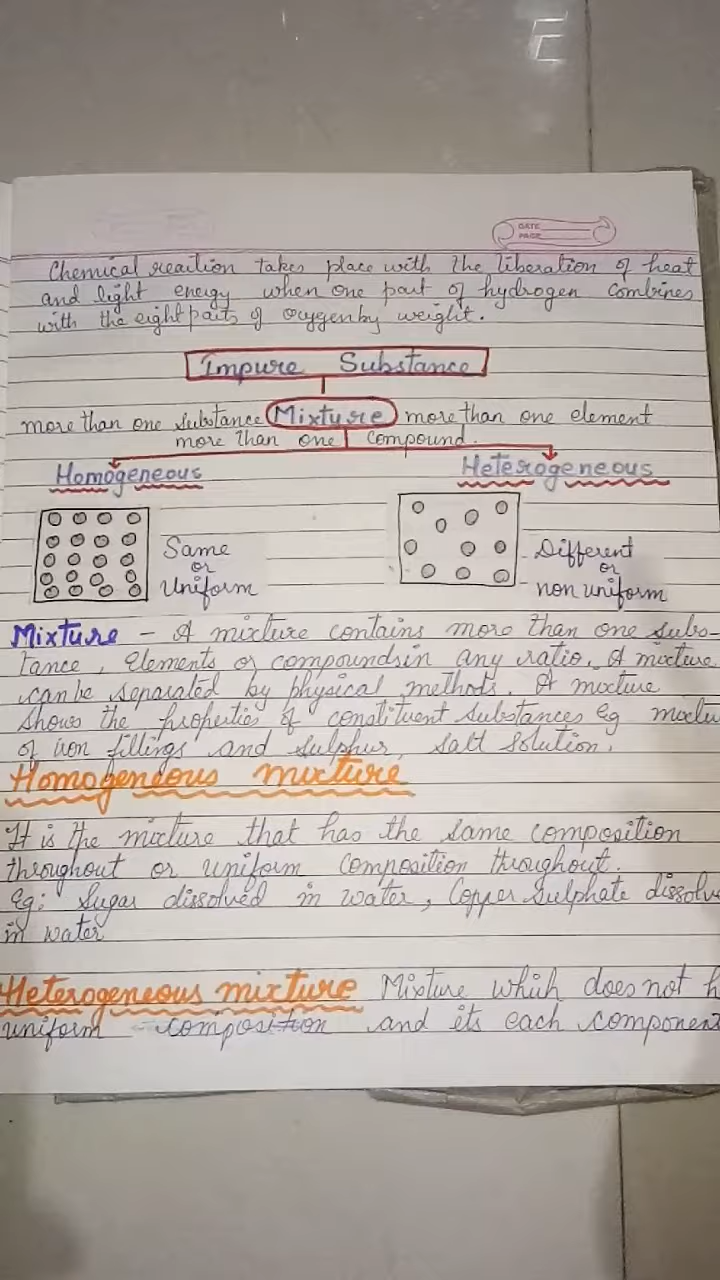 DATE
PAGE
Chemical reaction takes place with the liberation of heat
and light energy when one part of hydrogen combines
with the eight parts of oxygen by weight.
Impure Substance
more than one substance Mixture more than one element
more than one compound.
Homogeneous Heterogeneous
Same
or
Uniform
Different
or
non uniform
Mixture - A mixture contains more than one subs-
tance, Elements or compounds in any ratio. A mixture
can be separated by physical methods. A mixture
shows the properties of constituent substances Eg mixtu
of iron fillings and sulphur, salt solution.
Homogeneous mixture
It is the mixture that has the same composition
throughout or uniform composition throughout.
Eg: Sugar dissolved in water, Copper Sulphate dissolve
in water
Heterogeneous mixture Mixture which does not h
uniform composition and its each component